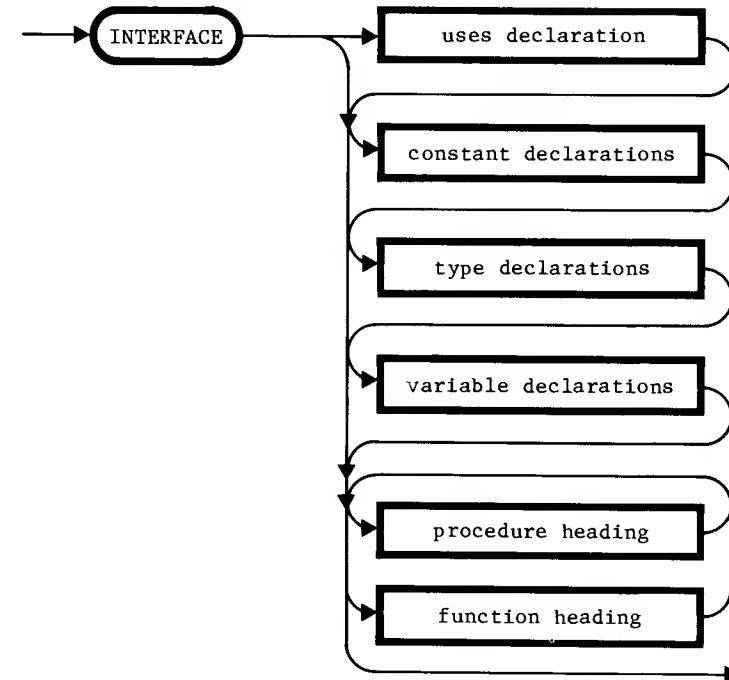 INTERFACE
uses declaration
constant declarations
type declarations
variable declarations
procedure heading
function heading